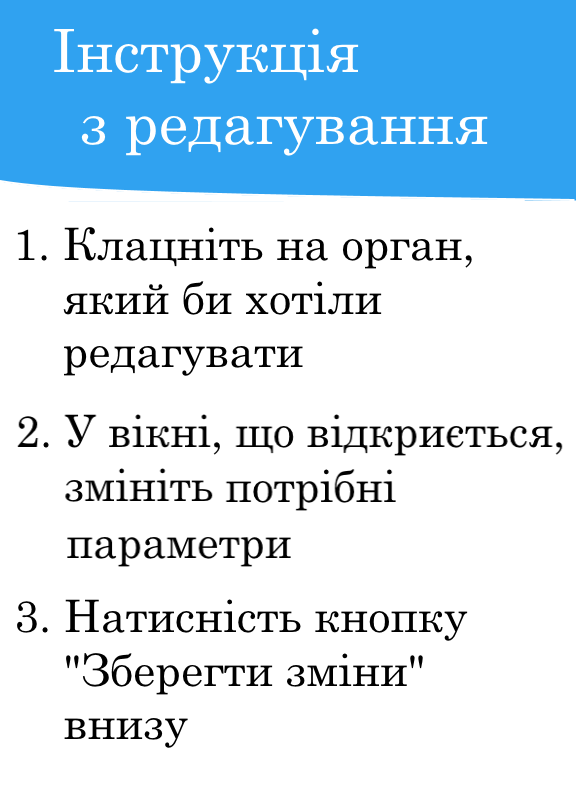 Інструкція
з редагування
1. Клацніть на орган,
який би хотіли
редагувати
2. У вікні, що відкриється,
змініть потрібні
параметри
3. Натисність кнопку
"Зберегти зміни"
внизу